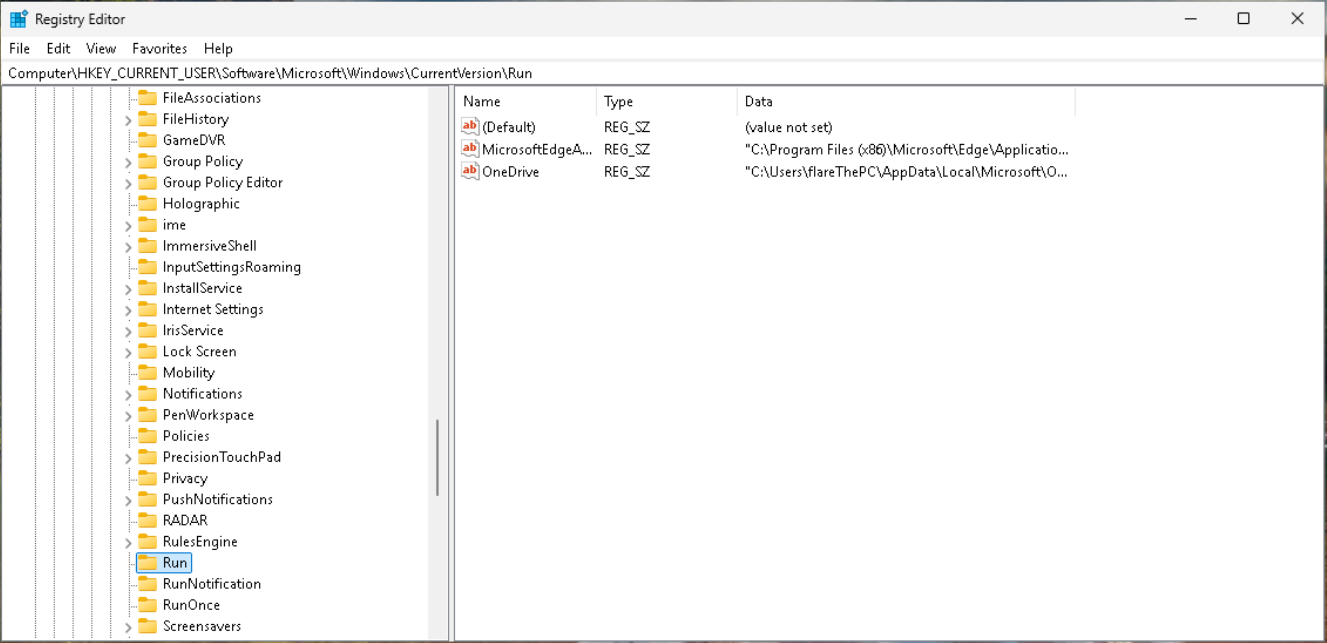 Registry Editor
File Edit View Favorites Help
Computer\HKEY_CURRENT_USER\Software\Microsoft\Windows\CurrentVersion\Run
FileAssociations
FileHistory
GameDVR
Group Policy
Group Policy Editor
Holographic
ime
ImmersiveShell
InputSettingsRoaming
InstallService
Internet Settings
IrisService
Lock Screen
Mobility
Notifications
PenWorkspace
Policies
PrecisionTouchPad
Privacy
PushNotifications
RADAR
RulesEngine
Run
RunNotification
RunOnce
Screensavers
Name Type Data
ab (Default) REG_SZ (value not set)
ab MicrosoftEdgeA... REG_SZ "C:\Program Files (x86)\Microsoft\Edge\Applicatio...
ab OneDrive REG_SZ "C:\Users\flareThePC\AppData\Local\Microsoft\O...